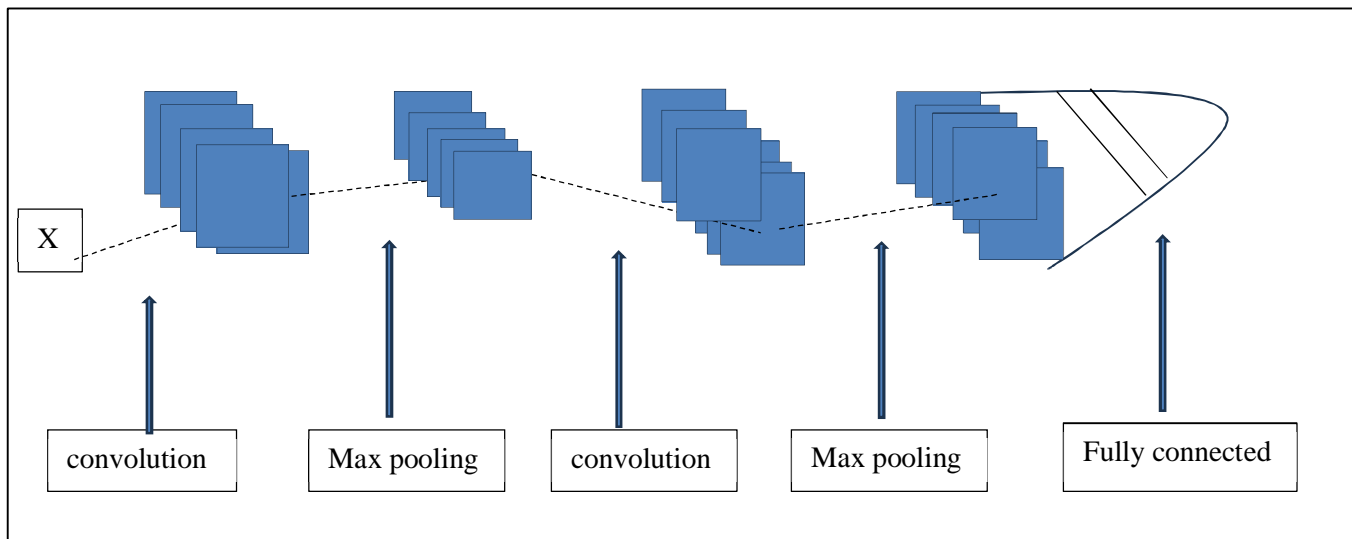 X
convolution
Max pooling
convolution
Max pooling
Fully connected